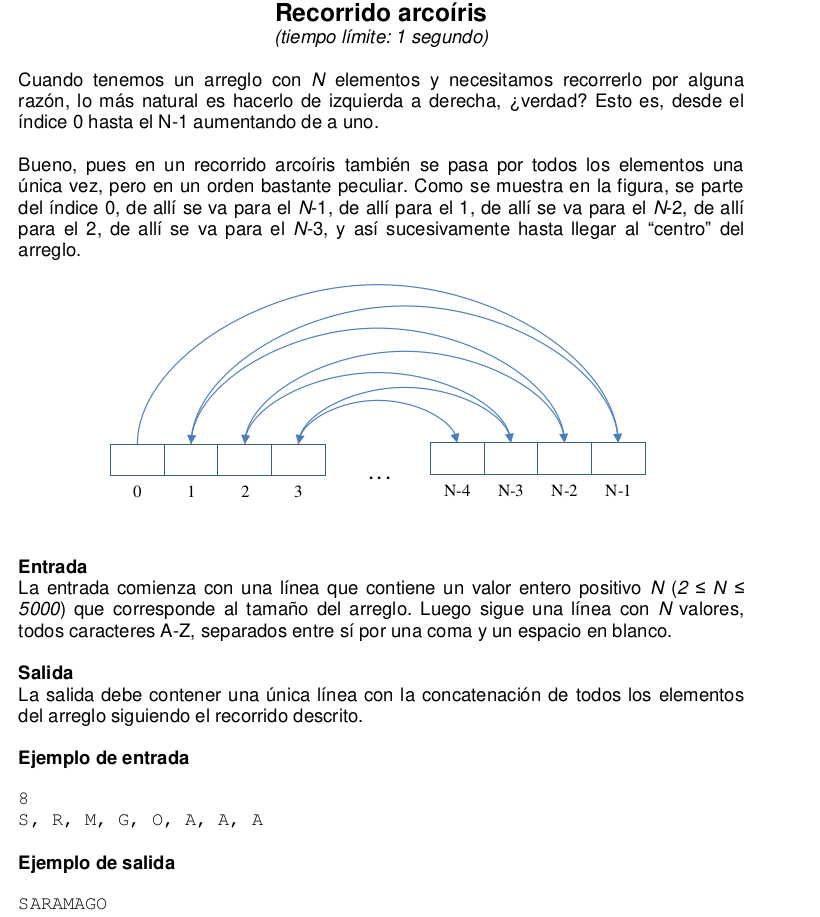 Recorrido arcoíris
(tiempo límite: 1 segundo)
Cuando tenemos un arreglo con N elementos y necesitamos recorrerlo por alguna
razón, lo más natural es hacerlo de izquierda a derecha, ¿verdad? Esto es, desde el
índice 0 hasta el N-1 aumentando de a uno.
Bueno, pues en un recorrido arcoíris también se pasa por todos los elementos una
única vez, pero en un orden bastante peculiar. Como se muestra en la figura, se parte
del índice 0, de allí se va para el N-1, de allí para el 1, de allí se va para el N-2, de allí
para el 2, de allí se va para el N-3, y así sucesivamente hasta llegar al “centro” del
arreglo.
0 1 2 3 ... N-4 N-3 N-2 N-1
Entrada
La entrada comienza con una línea que contiene un valor entero positivo N (2 ≤ N ≤
5000) que corresponde al tamaño del arreglo. Luego sigue una línea con N valores,
todos caracteres A-Z, separados entre sí por una coma y un espacio en blanco.
Salida
La salida debe contener una única línea con la concatenación de todos los elementos
del arreglo siguiendo el recorrido descrito.
Ejemplo de entrada
8
S, R, M, G, O, A, A, A
Ejemplo de salida
SARAMAGO